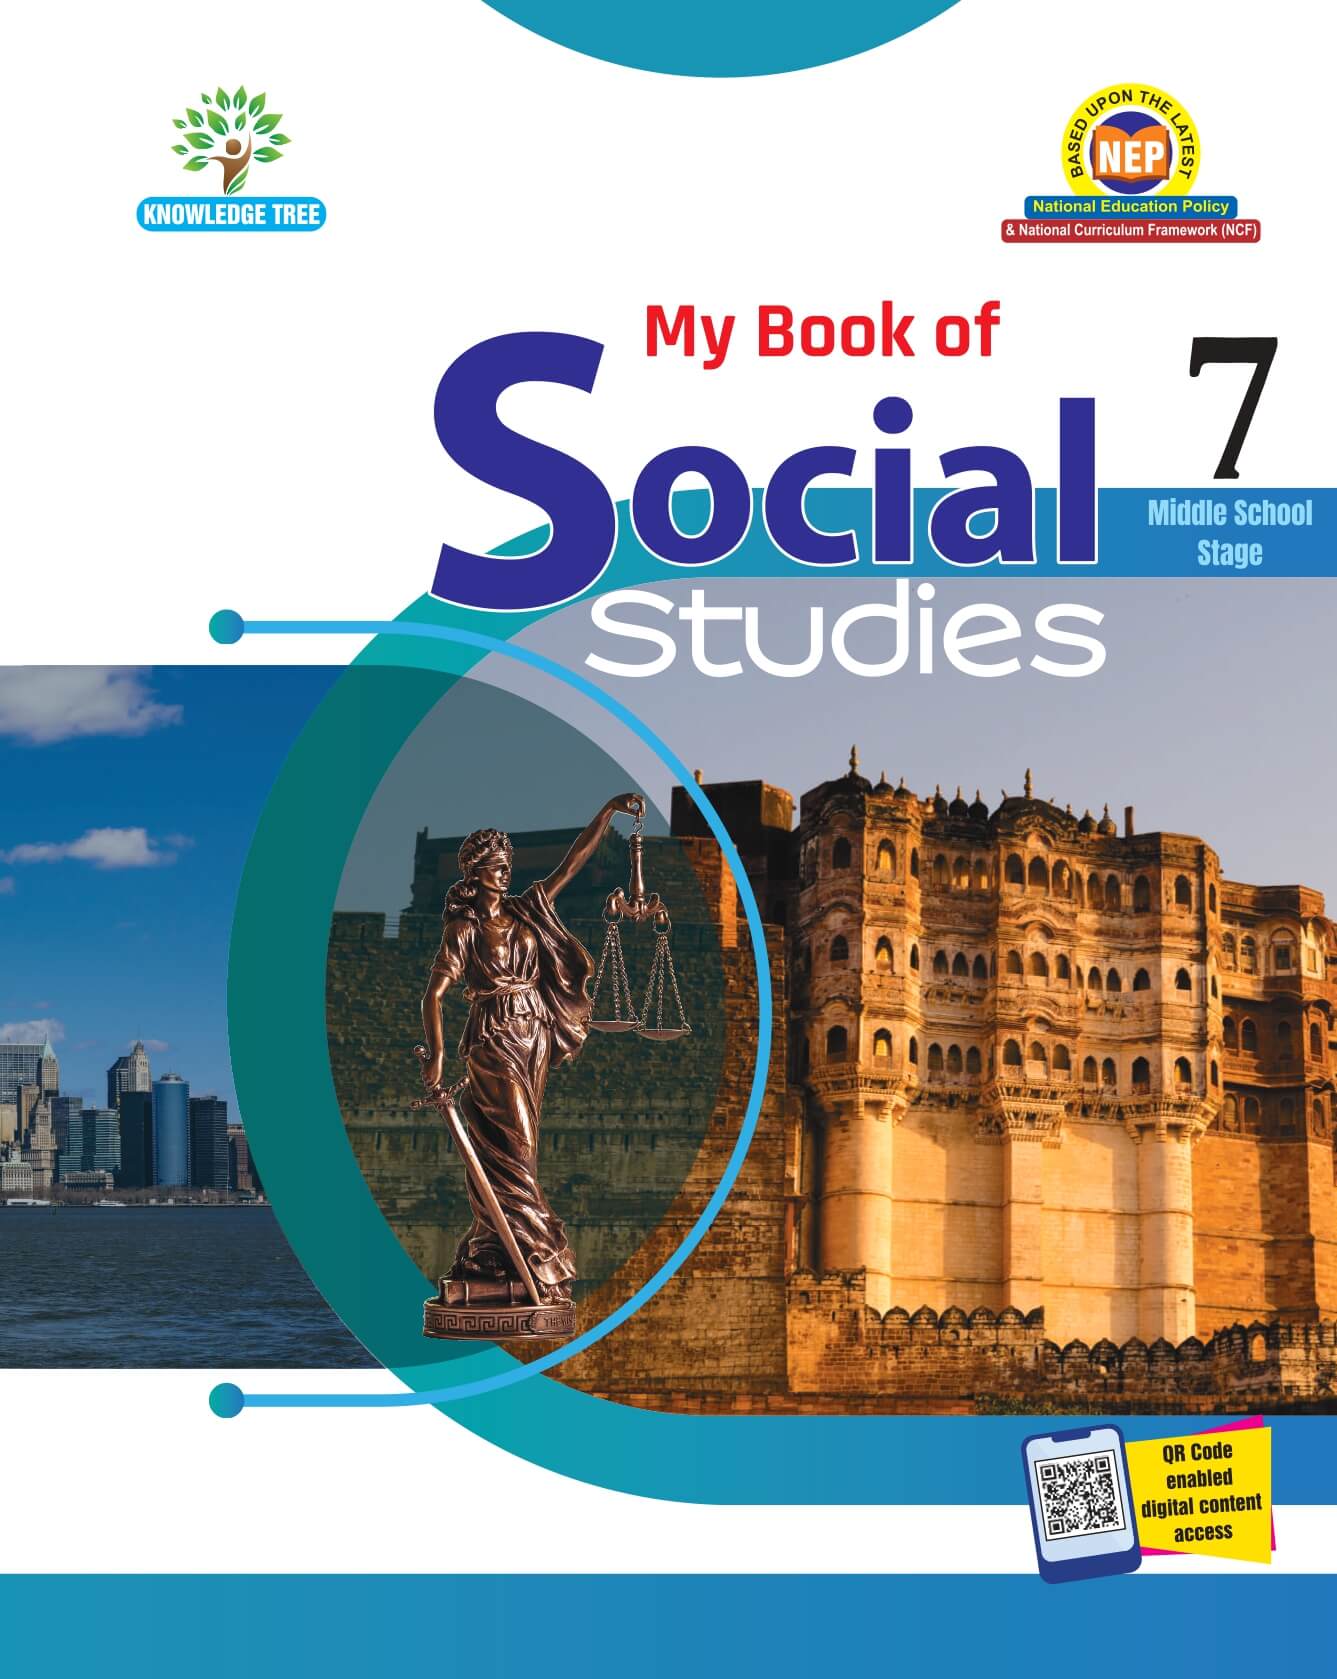 KNOWLEDGE TREE
BASED UPON THE LATEST
NEP
National Education Policy
& National Curriculum Framework (NCF)
My Book of
Social
Studies
7
Middle School
Stage
QR Code
enabled
digital content
access